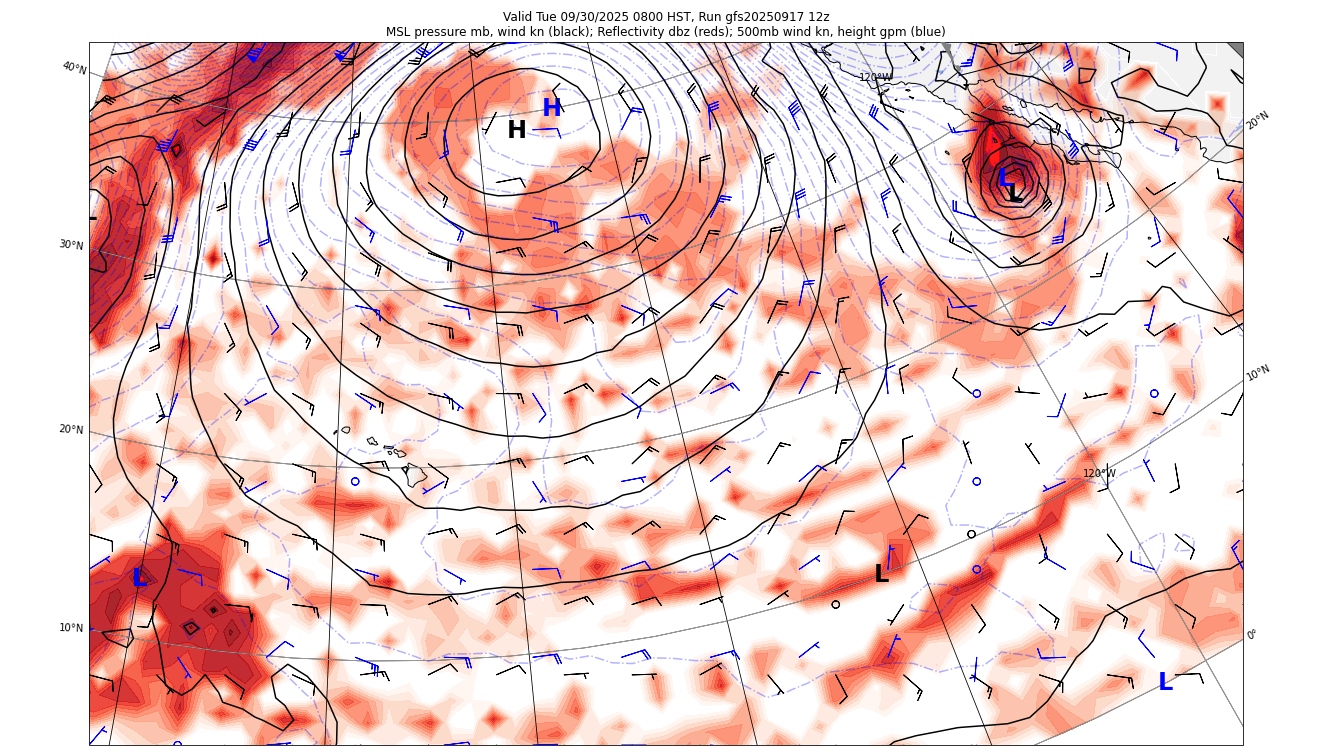 Valid Tue 09/30/2025 0800 HST, Run gfs20250917 12z
MSL pressure mb, wind kn (black); Reflectivity dbz (reds); 500mb wind kn, height gpm (blue)
40°N
120°W
20°N
H
H
L
L
30°N
10°N
20°N
120°W
L
L
10°N
0°
L